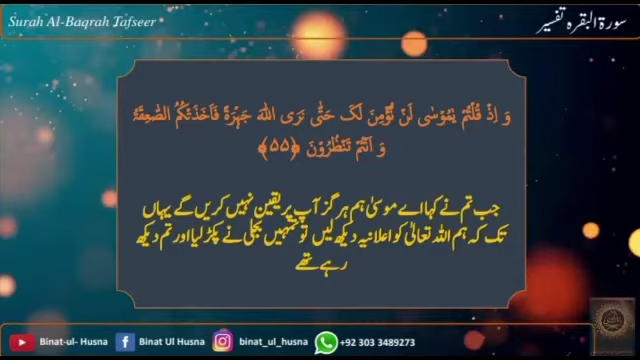 Surah Al-Baqrah Tafseer
سورۃ البقرہ تفسیر
وَ اِذْ قُلْتُمْ یٰمُوْسٰی لَنْ نُّؤْمِنَ لَکَ حَتّٰی نَرَی اللّٰہَ جَہْرَۃً فَاَخَذَتْکُمُ الصّٰعِقَۃُ
وَ اَنْتُمْ تَنْظُرُوْنَ ﴿۵۵﴾
جب تم نے کہا اے موسیٰ ہم ہرگز آپ پر یقین نہیں کریں گے یہاں
تک کہ ہم اللہ تعالیٰ کو اعلانیہ دیکھ لیں تو تمہیں بجلی نے پکڑ لیا اور تم دیکھ
رہے تھے
Binat-ul- Husna
Binat Ul Husna
binat_ul_husna
+92 303 3489273